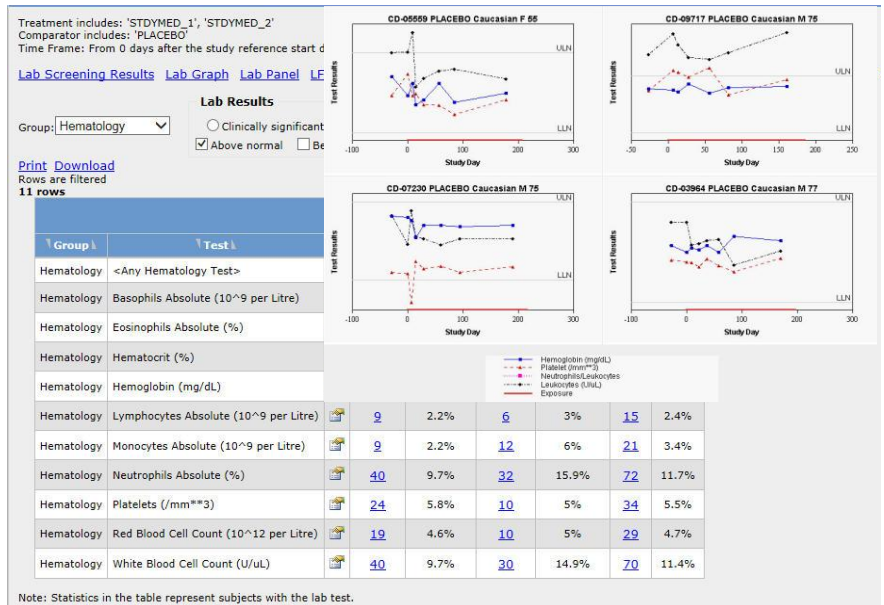 Treatment includes: 'STDYMED_1', 'STDYMED_2'
Comparator includes: 'PLACEBO'
Time Frame: From 0 days after the study reference start d
Lab Screening Results Lab Graph Lab Panel LF
Lab Results
Group: Hematology
Clinically significant
Above normal Be
Print Download
Rows are filtered
11 rows
CD-05559 PLACEBO Caucasian F 55
Test Results
ULN
LLN
-100 0 100 200 300
Study Day
CD-09717 PLACEBO Caucasian M 75
Test Results
ULN
LLN
-50 0 50 100 150 200 250
Study Day
CD-07230 PLACEBO Caucasian M 75
Test Results
ULN
LLN
-100 0 100 200 300
Study Day
CD-03964 PLACEBO Caucasian M 77
Test Results
ULN
LLN
-100 0 100 200 300
Study Day
Hemoglobin (mg/dL)
Platelet (/mm**3)
Neutrophils/Leukocytes
Leukocytes (U/uL)
Exposure
Group Test
Hematology <Any Hematology Test>
Hematology Basophils Absolute (10^9 per Litre)
Hematology Eosinophils Absolute (%)
Hematology Hematocrit (%)
Hematology Hemoglobin (mg/dL)
Hematology Lymphocytes Absolute (10^9 per Litre) 9 2.2% 6 3% 15 2.4%
Hematology Monocytes Absolute (10^9 per Litre) 9 2.2% 12 6% 21 3.4%
Hematology Neutrophils Absolute (%) 40 9.7% 32 15.9% 72 11.7%
Hematology Platelets (/mm**3) 24 5.8% 10 5% 34 5.5%
Hematology Red Blood Cell Count (10^12 per Litre) 19 4.6% 10 5% 29 4.7%
Hematology White Blood Cell Count (U/uL) 40 9.7% 30 14.9% 70 11.4%
Note: Statistics in the table represent subjects with the lab test.